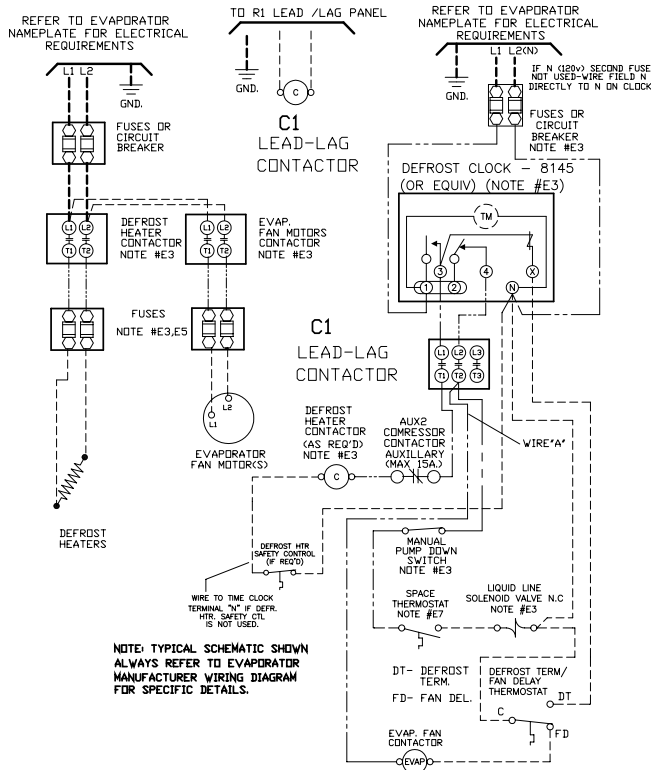 REFER TO EVAPORATOR
NAMEPLATE FOR ELECTRICAL
REQUIREMENTS
L1 L2
GND.
FUSES OR
CIRCUIT
BREAKER
TO R1 LEAD /LAG PANEL
GND.
C
C1
LEAD-LAG
CONTACTOR
REFER TO EVAPORATOR
NAMEPLATE FOR ELECTRICAL
REQUIREMENTS
L1 L2(N)
GND.
IF N (120v) SECOND FUSE
NOT USED-WIRE FIELD N
DIRECTLY TO N ON CLOCK
FUSES OR
CIRCUIT
BREAKER
NOTE #E3
DEFROST CLOCK - 8145
(OR EQUIV) (NOTE #E3)
TM
3
4
X
1
2
N
L1 L2
T1 T2
DEFROST
HEATER
CONTACTOR
NOTE #E3
L1 L2
T1 T2
EVAP.
FAN MOTORS
CONTACTOR
NOTE #E3
FUSES
NOTE #E3,E5
L1
L2
EVAPORATOR
FAN MOTOR(S)
DEFROST
HEATERS
C1
LEAD-LAG
CONTACTOR
L1 L2 L3
T1 T2 T3
WIRE"A"
DEFROST
HEATER
CONTACTOR
(AS REQ'D)
NOTE #E3
C
AUX2
COMRESSOR
CONTACTOR
AUXILLARY
(MAX 15A.)
DEFROST HTR
SAFETY CONTROL
(IF REQ'D)
WIRE TO TIME CLOCK
TERMINAL "N" IF DEFR.
HTR. SAFETY CTL
IS NOT USED.
MANUAL
PUMP DOWN
SWITCH
NOTE #E3
SPACE
THERMOSTAT
NOTE #E7
LIQUID LINE
SOLENOID VALVE N.C
NOTE #E3
NOTE: TYPICAL SCHEMATIC SHOWN
ALWAYS REFER TO EVAPORATOR
MANUFACTURER WIRING DIAGRAM
FOR SPECIFIC DETAILS.
DT- DEFROST
TERM.
FD- FAN DEL.
DEFROST TERM/
FAN DELAY
THERMOSTAT
DT
C
FD
EVAP. FAN
CONTACTOR
EVAP